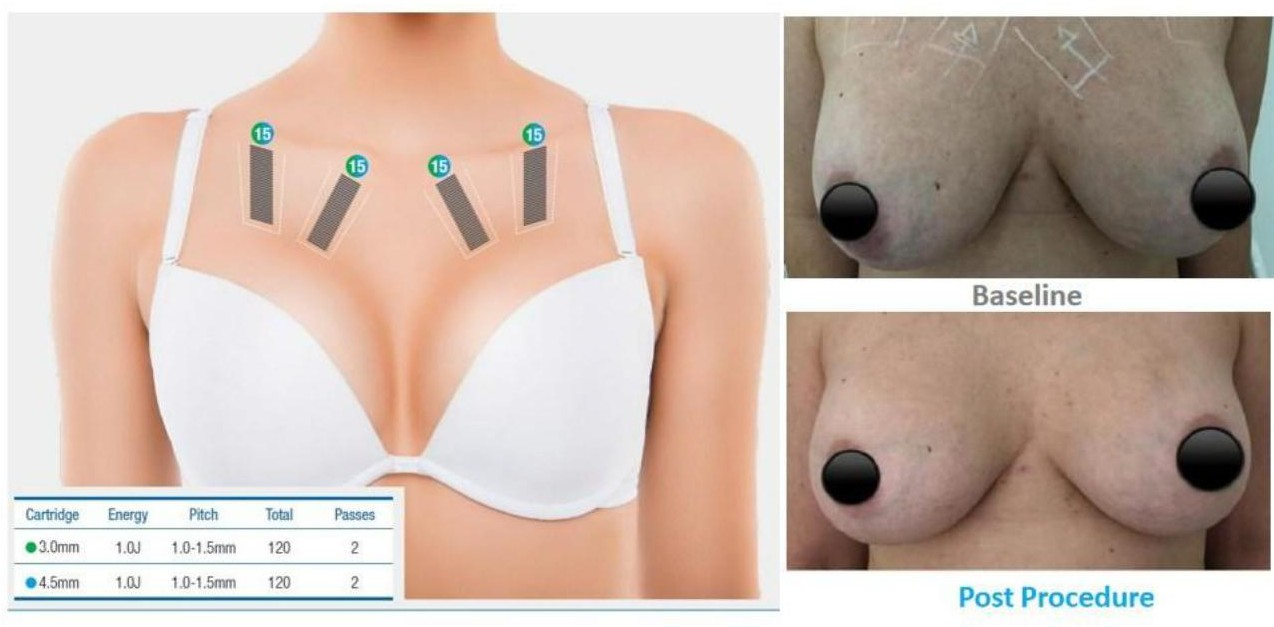 15
15
15
15
Cartridge Energy Pitch Total Passes
3.0mm 1.0J 1.0-1.5mm 120 2
4.5mm 1.0J 1.0-1.5mm 120 2
Baseline
Post Procedure